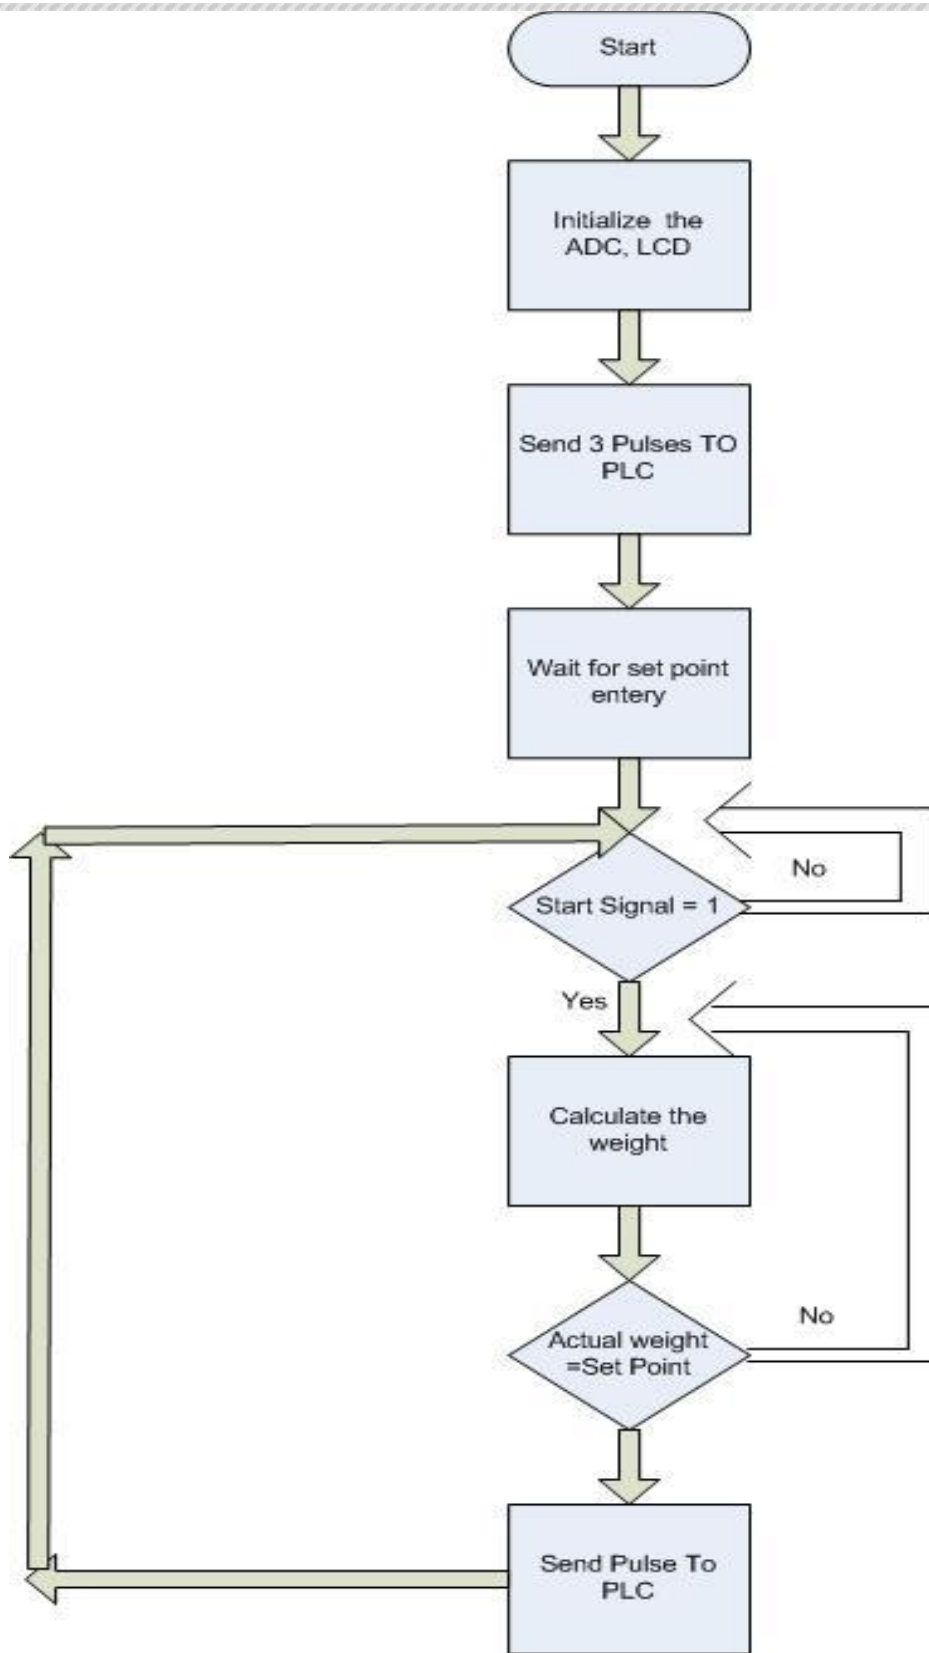 Start
Initialize the
ADC, LCD
Send 3 Pulses TO
PLC
Wait for set point
entery
No
Start Signal = 1
Yes
Calculate the
weight
No
Actual weight
=Set Point
Send Pulse To
PLC